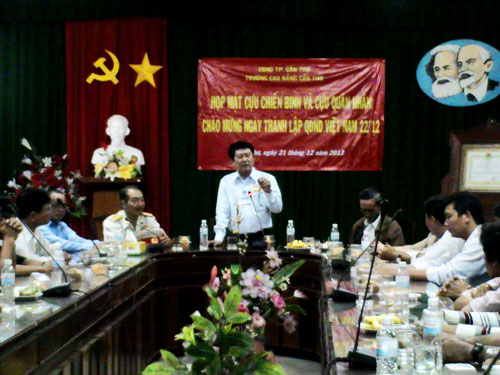 UBND TP. CẦN THƠ
TRƯỜNG CAO ĐẲNG CẦN THƠ
HỌP MẶT CỰU CHIẾN BINH VÀ CỰU QUÂN NHÂN
CHÀO MỪNG NGÀY THÀNH LẬP QĐND VIỆT NAM 22/12
ngày 21 tháng 12 năm 2013